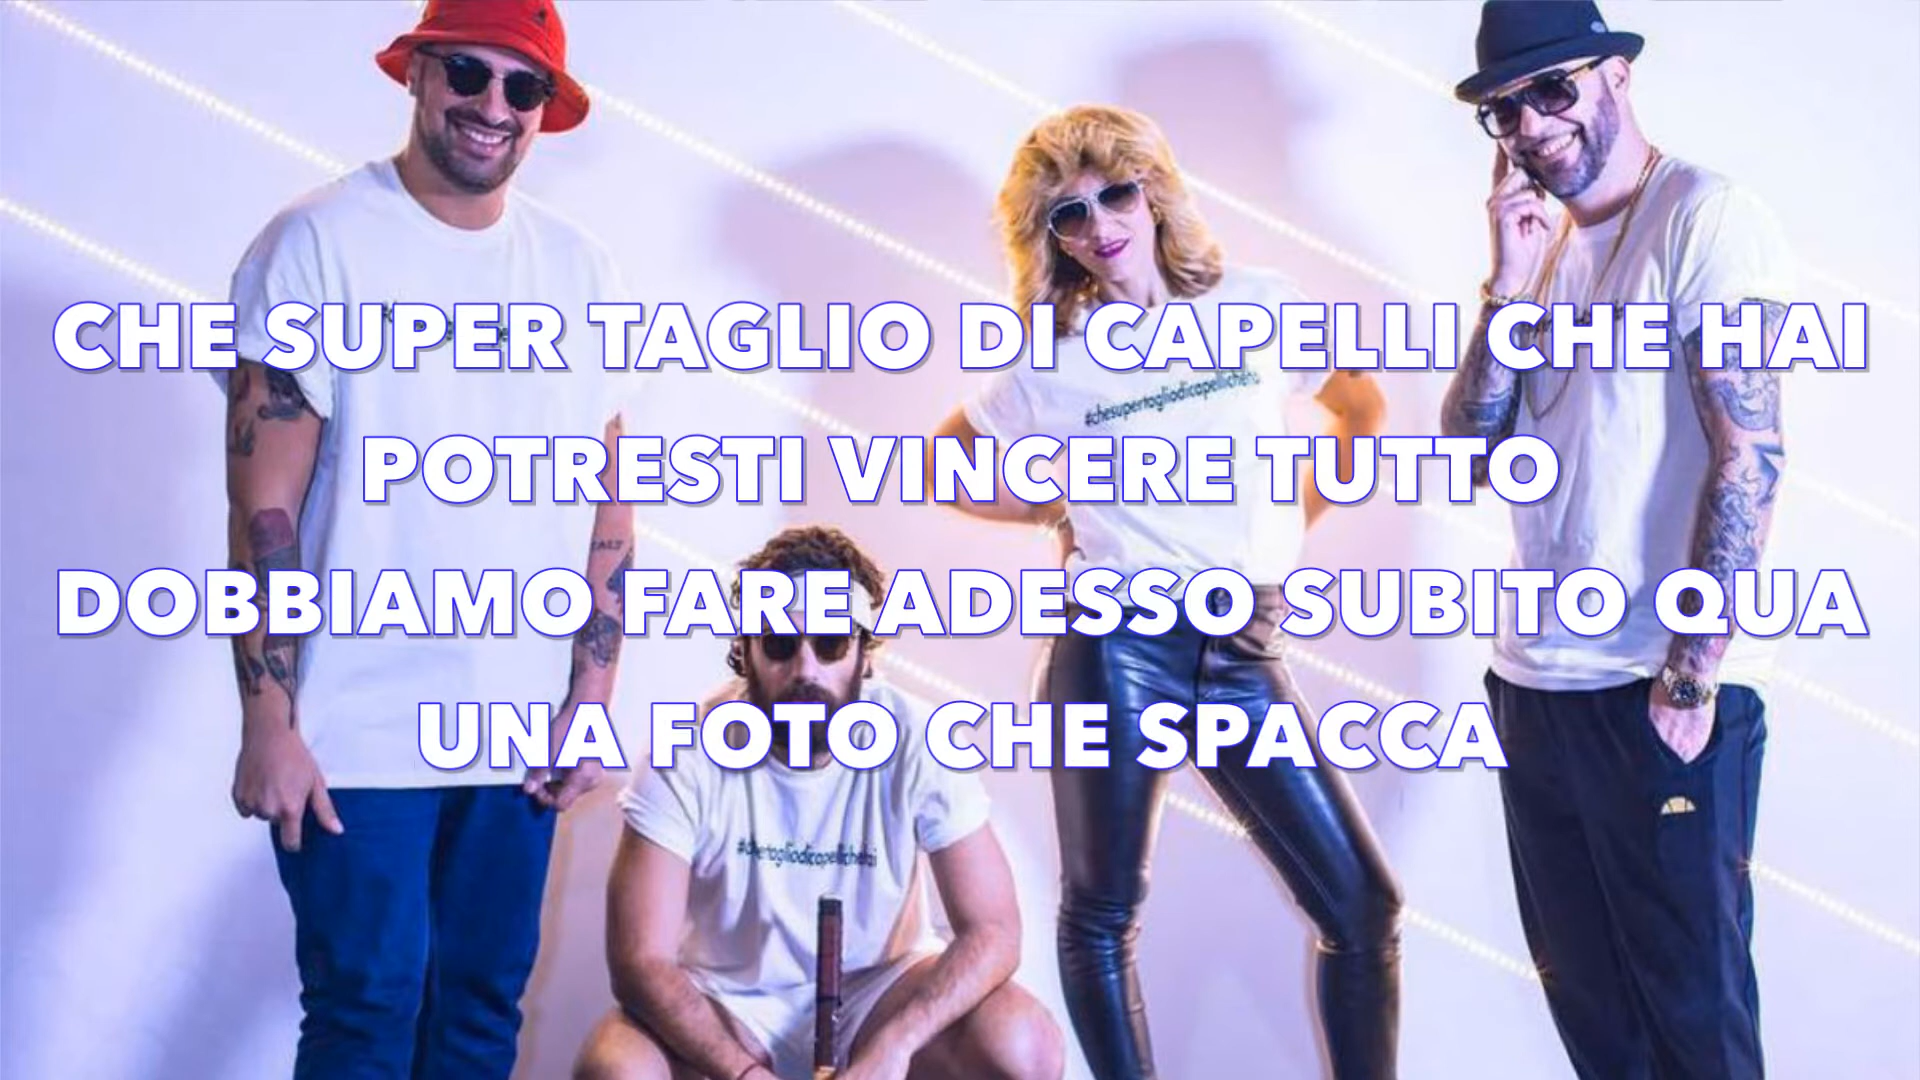 CHE SUPER TAGLIO DI CAPELLI CHE HAI
POTRESTI VINCERE TUTTO
DOBBIAMO FARE ADESSO SUBITO QUA
UNA FOTO CHE SPACCA
#chesupertagliodicapelliche